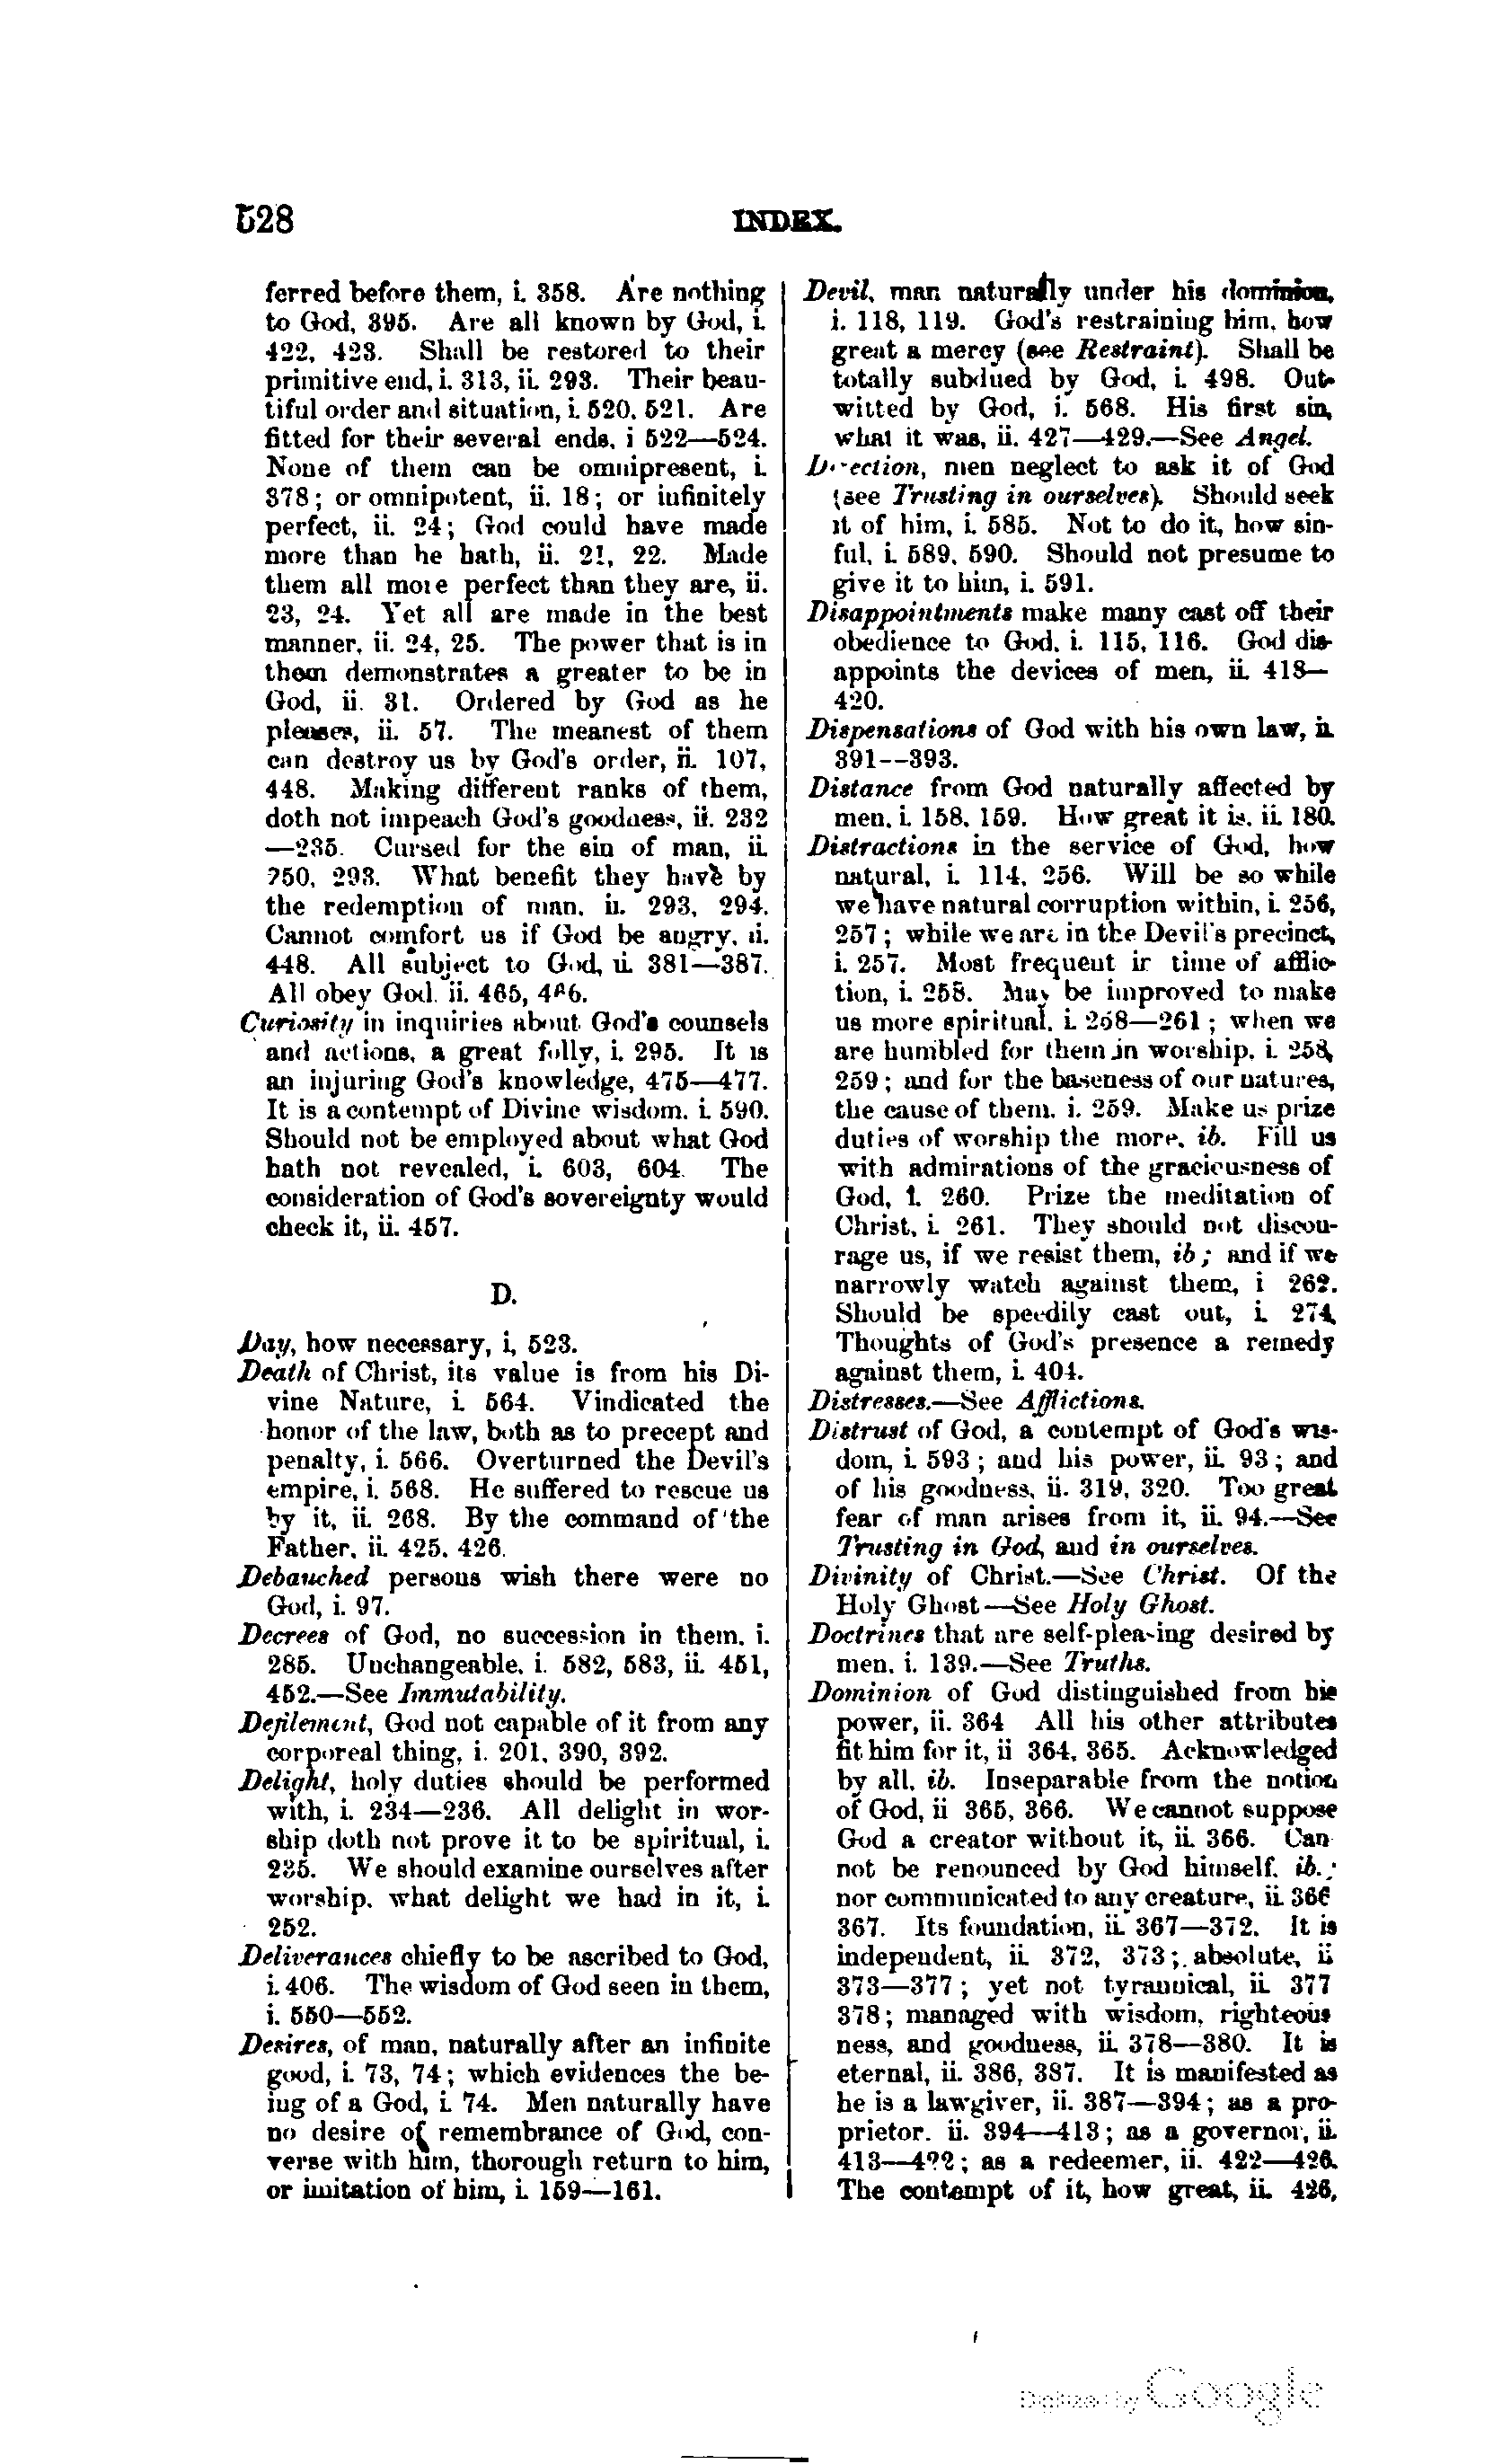 528
INDEX.
ferred before them, i. 358. Are nothing
to God, 395. Are all known by God, i.
422, 423. Shall be restored to their
primitive end, i. 313, ii. 293. Their beau-
tiful order and situation, i. 520, 521. Are
fitted for their several ends, i 522—524.
None of them can be omnipresent, i.
378; or omnipotent, ii. 18; or infinitely
perfect, ii. 24; God could have made
more than he hath, ii. 21, 22. Made
them all more perfect than they are, ii.
23, 24. Yet all are made in the best
manner, ii. 24, 25. The power that is in
them demonstrates a greater to be in
God, ii. 31. Ordered by God as he
pleases, ii. 57. The meanest of them
can destroy us by God's order, ii. 107,
448. Making different ranks of them,
doth not impeach God's goodness, ii. 232
—235. Cursed for the sin of man, ii.
250, 293. What benefit they have by
the redemption of man. ii. 293, 294.
Cannot comfort us if God be angry, ii.
448. All subject to God, ii. 381—387.
All obey God. ii. 465, 466.
Curiosity in inquiries about God's counsels
and actions, a great folly, i. 295. It is
an injuring God's knowledge, 475—477.
It is a contempt of Divine wisdom. i. 590.
Should not be employed about what God
hath not revealed, i. 603, 604. The
consideration of God's sovereignty would
check it, ii. 457.
D.
Day, how necessary, i, 523.
Death of Christ, its value is from his Di-
vine Nature, i. 564. Vindicated the
honor of the law, both as to precept and
penalty, i. 566. Overturned the Devil's
empire, i. 568. He suffered to rescue us
by it, ii. 268. By the command of the
Father. ii. 425. 426.
Debauched persons wish there were no
God, i. 97.
Decrees of God, no succession in them. i.
285. Unchangeable. i. 582, 583, ii. 451,
452.—See Immutability.
Defilement, God not capable of it from any
corporeal thing, i. 201, 390, 392.
Delight, holy duties should be performed
with, i. 234—236. All delight in wor-
ship doth not prove it to be spiritual, i.
235. We should examine ourselves after
worship. what delight we had in it, i.
252.
Deliverances chiefly to be ascribed to God,
i. 406. The wisdom of God seen in them,
i. 550—552.
Desires, of man, naturally after an infinite
good, i. 73, 74; which evidences the be-
ing of a God, i. 74. Men naturally have
no desire of remembrance of God, con-
verse with him, thorough return to him,
or imitation of him, i. 159—161.
Devil, man naturally under his dominion,
i. 118, 119. God's restraining him, how
great a mercy (see Restraint). Shall be
totally subdued by God, i. 498. Out-
witted by God, i. 568. His first sin,
what it was, ii. 427—429.—See Angel.
Direction, men neglect to ask it of God
(see Trusting in ourselves). Should seek
it of him, i. 585. Not to do it, how sin-
ful, i. 589, 590. Should not presume to
give it to him, i. 591.
Disappointments make many cast off their
obedience to God, i. 115, 116. God dis-
appoints the devices of men, ii. 418—
420.
Dispensations of God with his own law, ii.
391--393.
Distance from God naturally affected by
men, i. 158, 159. How great it is, ii. 180.
Distractions in the service of God, how
natural, i. 114, 256. Will be so while
we have natural corruption within, i. 256,
257; while we are in the Devil's precinct,
i. 257. Most frequent in time of afflic-
tion, i. 258. May be improved to make
us more spiritual, i. 258—261; when we
are humbled for them in worship, i. 258,
259; and for the baseness of our natures,
the cause of them, i. 259. Make us prize
duties of worship the more, ib. Fill us
with admirations of the graciousness of
God, i. 260. Prize the meditation of
Christ, i. 261. They should not discou-
rage us, if we resist them, ib; and if we
narrowly watch against them, i 262.
Should be speedily cast out, i. 274.
Thoughts of God's presence a remedy
against them, i. 404.
Distresses.—See Afflictions.
Distrust of God, a contempt of God's wis-
dom, i. 593; and his power, ii. 93; and
of his goodness, ii. 319, 320. Too great
fear of man arises from it, ii. 94.—See
Trusting in God, and in ourselves.
Divinity of Christ.—See Christ. Of the
Holy Ghost—See Holy Ghost.
Doctrines that are self-pleasing desired by
men. i. 139.—See Truths.
Dominion of God distinguished from his
power, ii. 364 All his other attributes
fit him for it, ii 364, 365. Acknowledged
by all, ib. Inseparable from the notion
of God, ii 365, 366. We cannot suppose
God a creator without it, ii. 366. Can
not be renounced by God himself. ib.;
nor communicated to any creature, ii. 366
367. Its foundation, ii. 367—372. It is
independent, ii. 372, 373; absolute, ii
373—377; yet not tyrannical, ii. 377
378; managed with wisdom, righteous
ness, and goodness, ii. 378—380. It is
eternal, ii. 386, 387. It is manifested as
he is a lawgiver, ii. 387—394; as a pro-
prietor. ii. 394—413; as a governor, ii.
413—422; as a redeemer, ii. 422—426.
The contempt of it, how great, ii. 426,
Digitized by Google